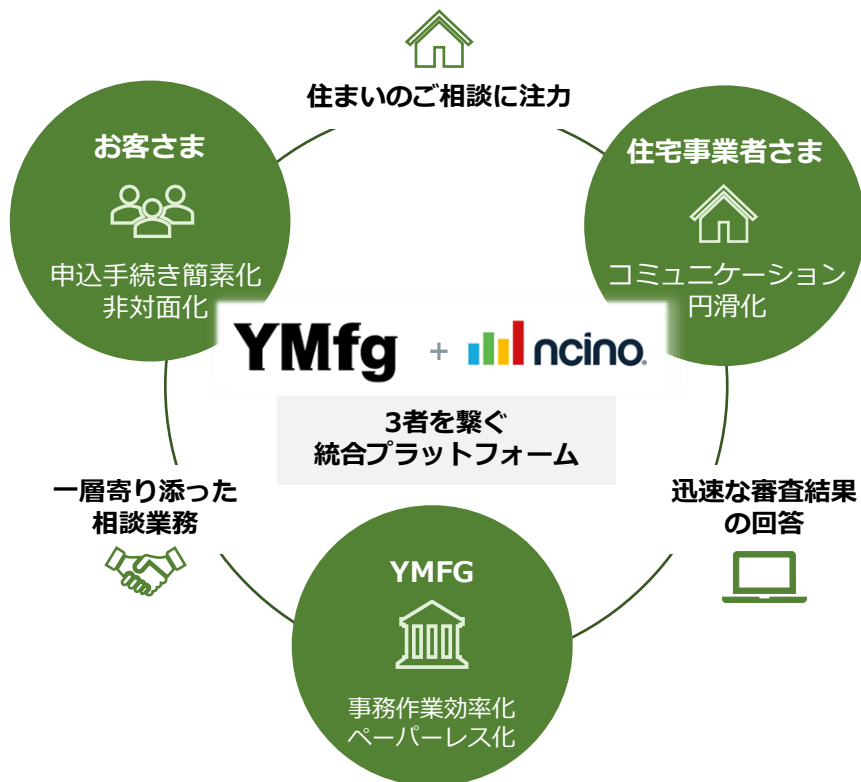 住まいのご相談に注力
お客さま
申込手続き簡素化
非対面化
住宅事業者さま
コミュニケーション
円滑化
YMfg + ncino.
3者を繋ぐ
統合プラットフォーム
一層寄り添った
相談業務
迅速な審査結果
の回答
YMFG
事務作業効率化
ペーパーレス化